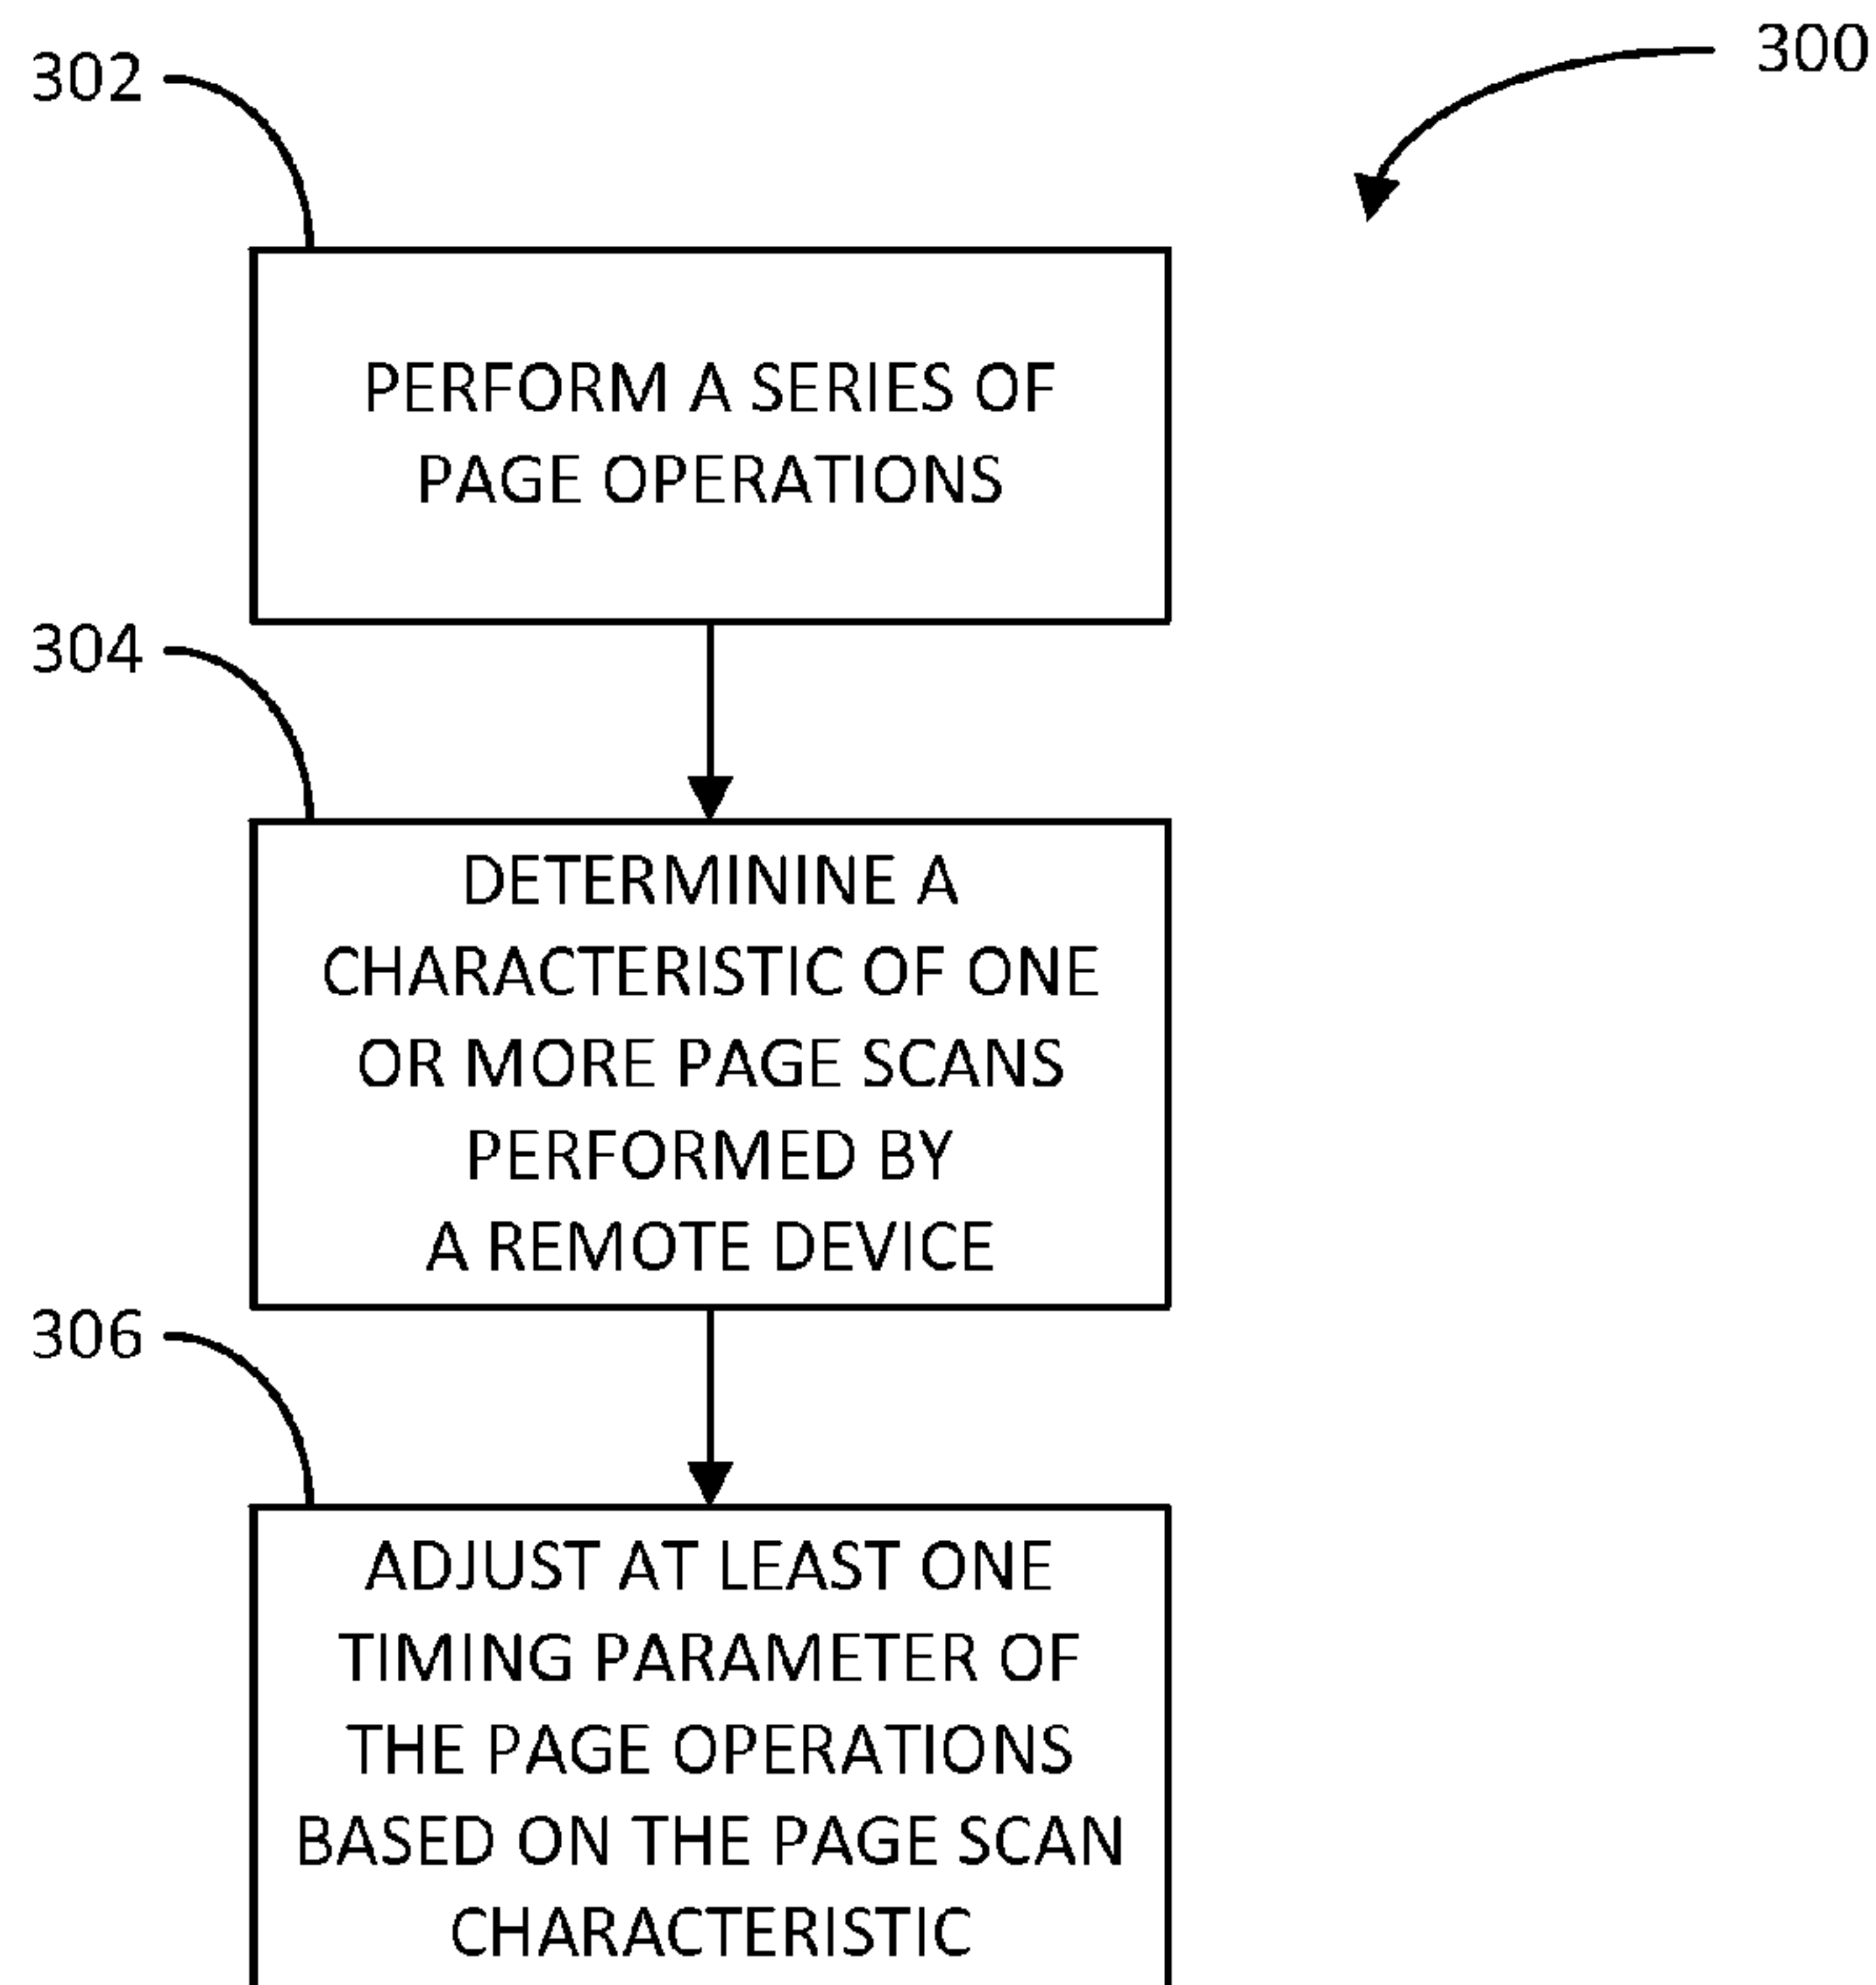 300
302
PERFORM A SERIES OF
PAGE OPERATIONS
304
DETERMININE A
CHARACTERISTIC OF ONE
OR MORE PAGE SCANS
PERFORMED BY
A REMOTE DEVICE
306
ADJUST AT LEAST ONE
TIMING PARAMETER OF
THE PAGE OPERATIONS
BASED ON THE PAGE SCAN
CHARACTERISTIC